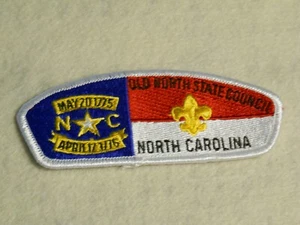 MAY 20 1775
N C
APRIL 12 1776
OLD NORTH STATE COUNCIL
NORTH CAROLINA